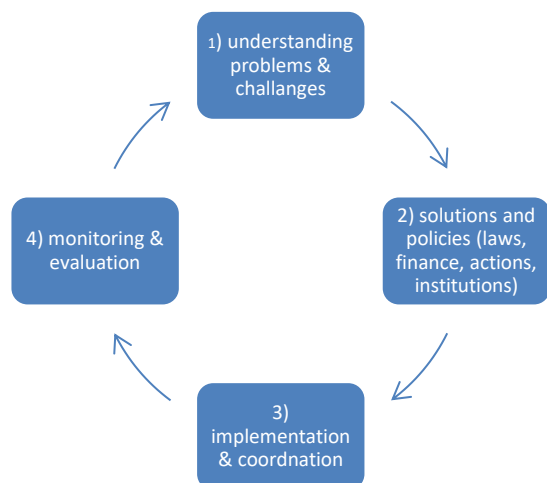 1) understanding
problems &
challanges
2) solutions and
policies (laws,
finance, actions,
institutions)
3)
implementation
& coordnation
4) monitoring &
evaluation